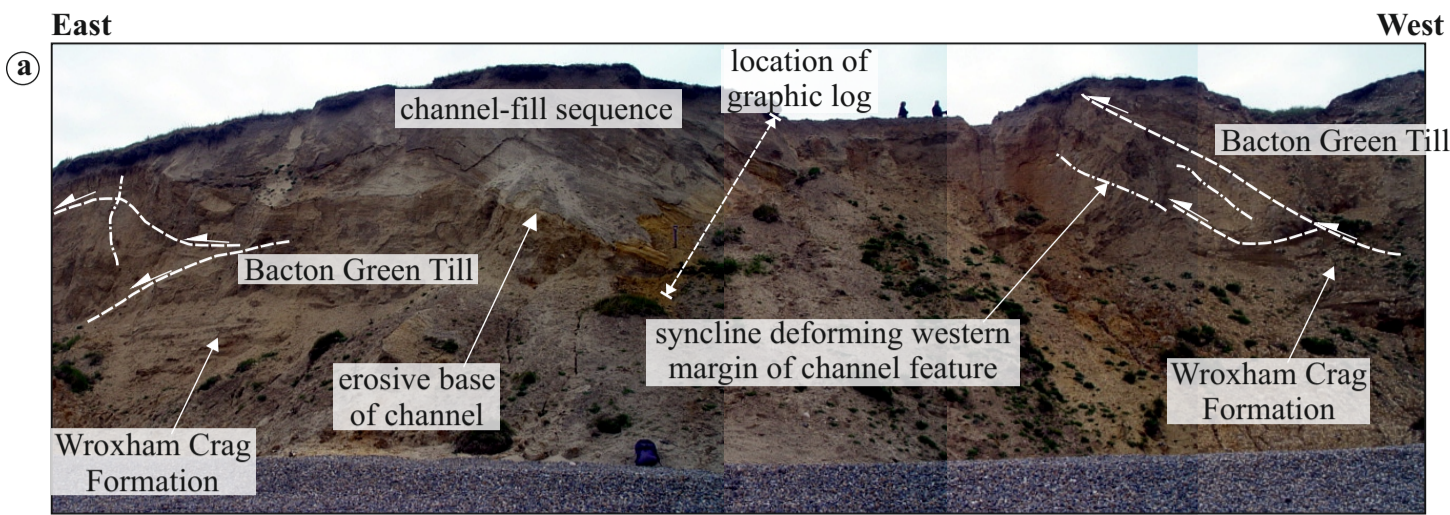 East
West
a
location of
graphic log
channel-fill sequence
Bacton Green Till
Bacton Green Till
syncline deforming western
margin of channel feature
erosive base
of channel
Wroxham Crag
Formation
Wroxham Crag
Formation